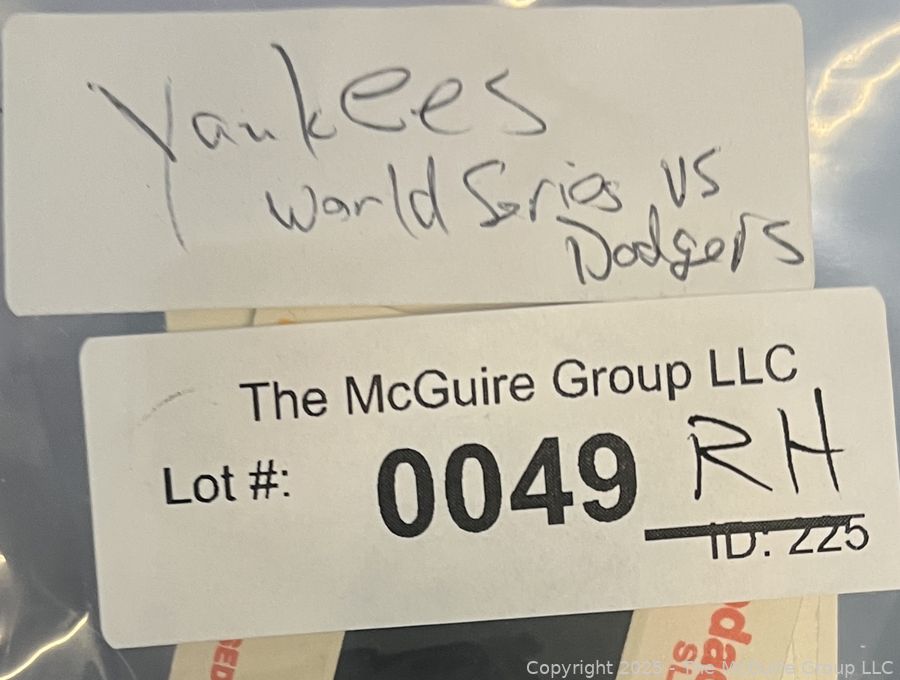 Yankees
World Series VS
Dodgers
The McGuire Group LLC
Lot #: 0049 RH
ID: 225
Copyright 2025 - The McGuire Group LLC